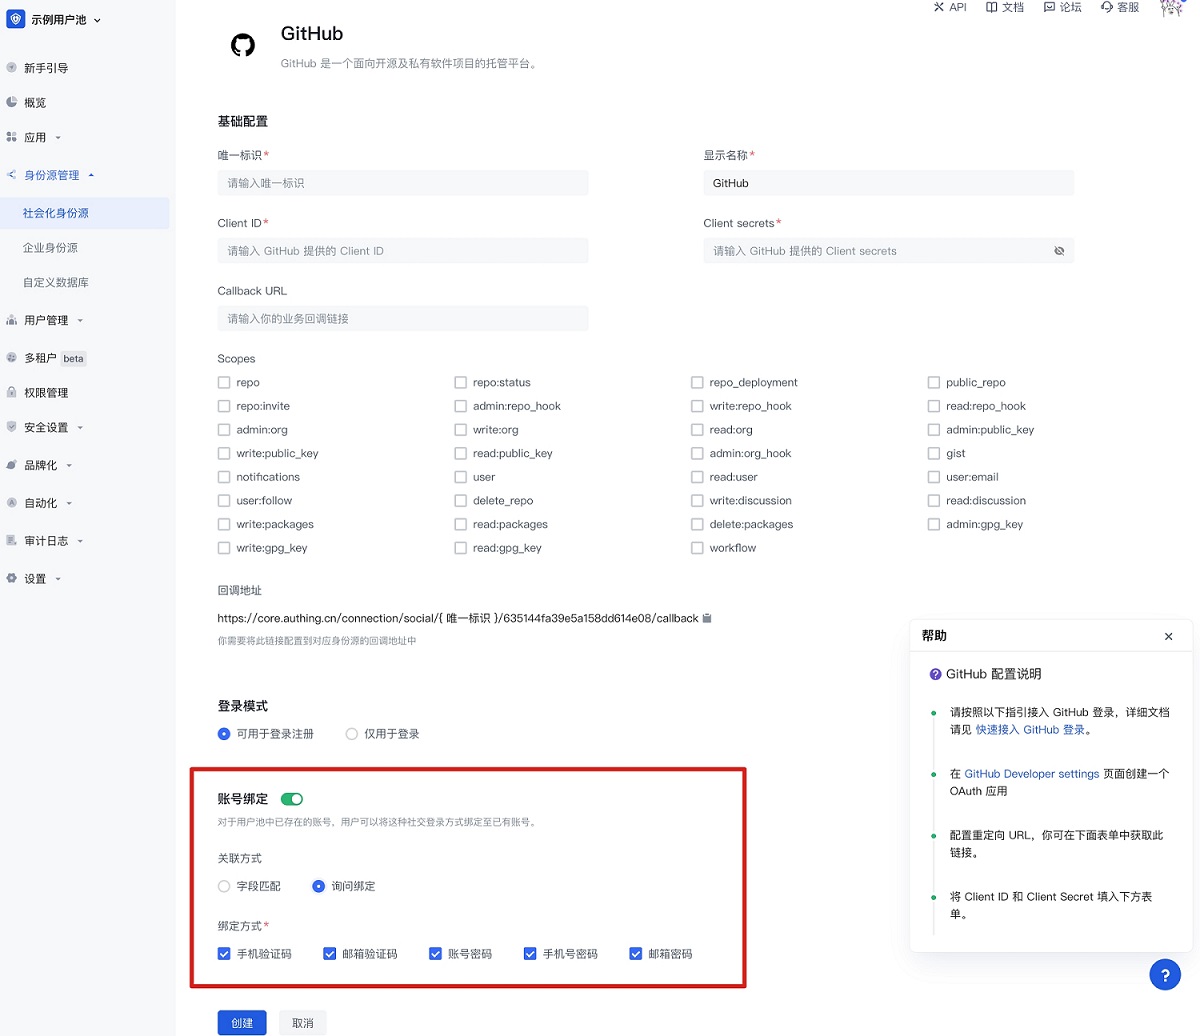 示例用户池
API 文档 论坛 客服
新手引导
概览
应用
身份源管理
社会化身份源
企业身份源
自定义数据库
用户管理
多租户 beta
权限管理
安全设置
品牌化
自动化
审计日志
设置
GitHub
GitHub 是一个面向开源及私有软件项目的托管平台。
基础配置
唯一标识* 显示名称*
请输入唯一标识 GitHub
Client ID* Client secrets*
请输入 GitHub 提供的 Client ID 请输入 GitHub 提供的 Client secrets
Callback URL
请输入你的业务回调链接
Scopes
repo repo:status repo_deployment public_repo
repo:invite admin:repo_hook write:repo_hook read:repo_hook
admin:org write:org read:org admin:public_key
write:public_key read:public_key admin:org_hook gist
notifications user read:user user:email
user:follow delete_repo write:discussion read:discussion
write:packages read:packages delete:packages admin:gpg_key
write:gpg_key read:gpg_key workflow
回调地址
https://core.authing.cn/connection/social/{ 唯一标识 }/635144fa39e5a158dd614e08/callback
你需要将此链接配置到对应身份源的回调地址中
登录模式
可用于登录注册 仅用于登录
账号绑定
对于用户池中已存在的账号，用户可以将这种社交登录方式绑定至已有账号。
关联方式
字段匹配 询问绑定
绑定方式*
手机验证码 邮箱验证码 账号密码 手机号密码 邮箱密码
创建 取消
帮助
GitHub 配置说明
请按照以下指引接入 GitHub 登录，详细文档
请见 快速接入 GitHub 登录。
在 GitHub Developer settings 页面创建一个
OAuth 应用
配置重定向 URL，你可在下面表单中获取此
链接。
将 Client ID 和 Client Secret 填入下方表
单。
?